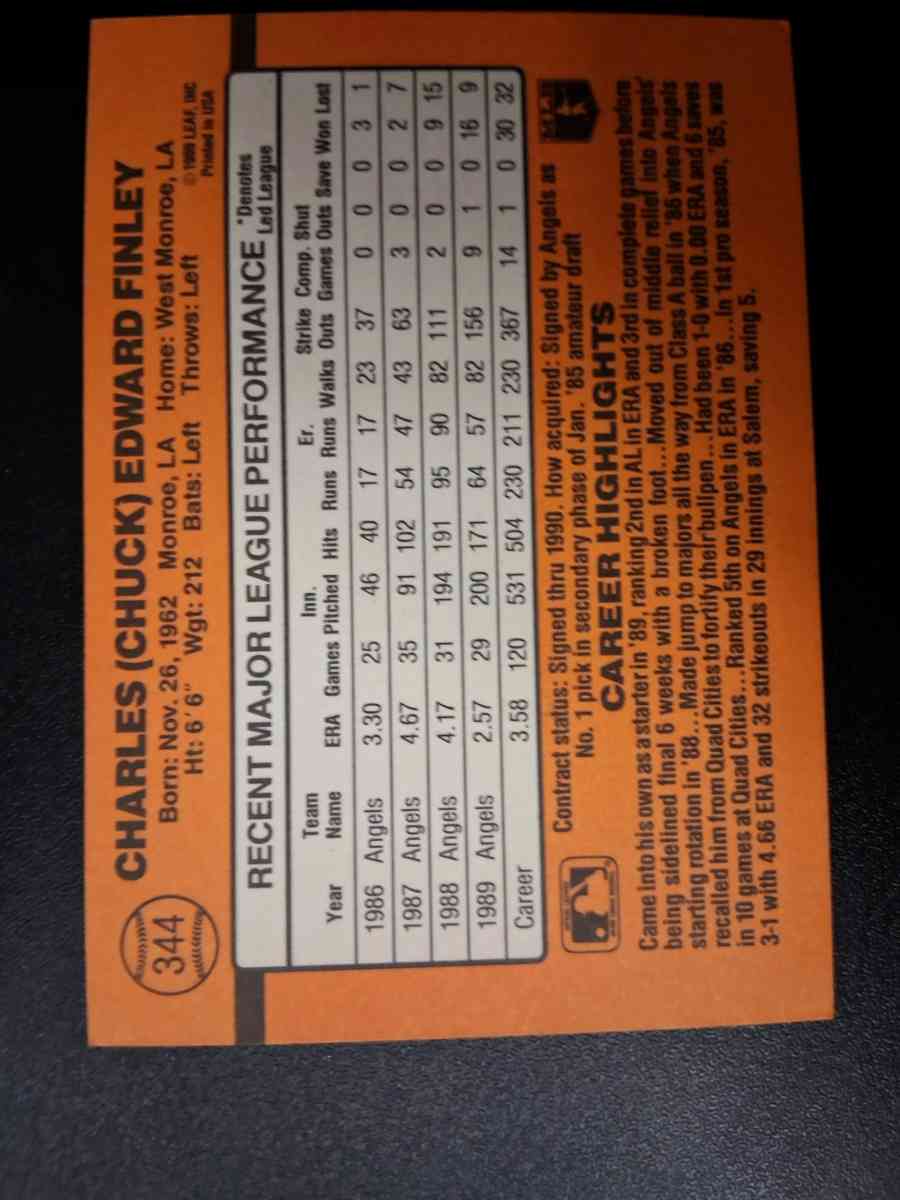 344
CHARLES (CHUCK) EDWARD FINLEY
Born: Nov. 26, 1962 Monroe, LA Home: West Monroe, LA
Ht: 6'6" Wgt: 212 Bats: Left Throws: Left
© 1989 LEAF, INC
Printed in USA
RECENT MAJOR LEAGUE PERFORMANCE *Denotes Led League
Year Team Name ERA Games Inn. Pitched Hits Runs Er. Runs Walks Strike Outs Comp. Games Shut Outs Save Won Lost
1986 Angels 3.30 25 46 40 17 17 23 37 0 0 0 3 1
1987 Angels 4.67 35 91 102 54 47 43 63 3 0 0 2 7
1988 Angels 4.17 31 194 191 95 90 82 111 2 0 0 9 15
1989 Angels 2.57 29 200 171 64 57 82 156 9 1 0 16 9
Career 3.58 120 531 504 230 211 230 367 14 1 0 30 32
Contract status: Signed thru 1990. How acquired: Signed by Angels as
No. 1 pick in secondary phase of Jan. '85 amateur draft
CAREER HIGHLIGHTS
Came into his own as a starter in '89, ranking 2nd in AL in ERA and 3rd in complete games before
being sidelined final 6 weeks with a broken foot...Moved out of middle relief into Angels'
starting rotation in '88...Made jump to majors all the way from Class A ball in '86 when Angels
recalled him from Quad Cities to fortify their bullpen...Had been 1-0 with 0.00 ERA and 6 saves
in 10 games at Quad Cities...Ranked 5th on Angels in ERA in '86...In 1st pro season, '85, was
3-1 with 4.66 ERA and 32 strikeouts in 29 innings at Salem, saving 5.